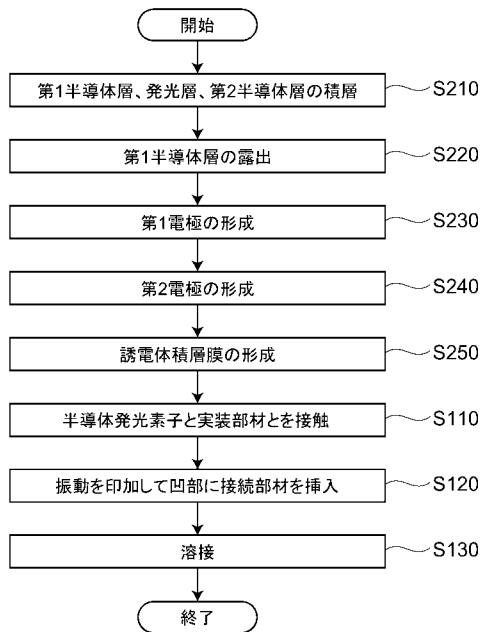 開始
第1半導体層、発光層、第2半導体層の積層 S210
第1半導体層の露出 S220
第1電極の形成 S230
第2電極の形成 S240
誘電体積層膜の形成 S250
半導体発光素子と実装部材とを接触 S110
振動を印加して凹部に接続部材を挿入 S120
溶接 S130
終了